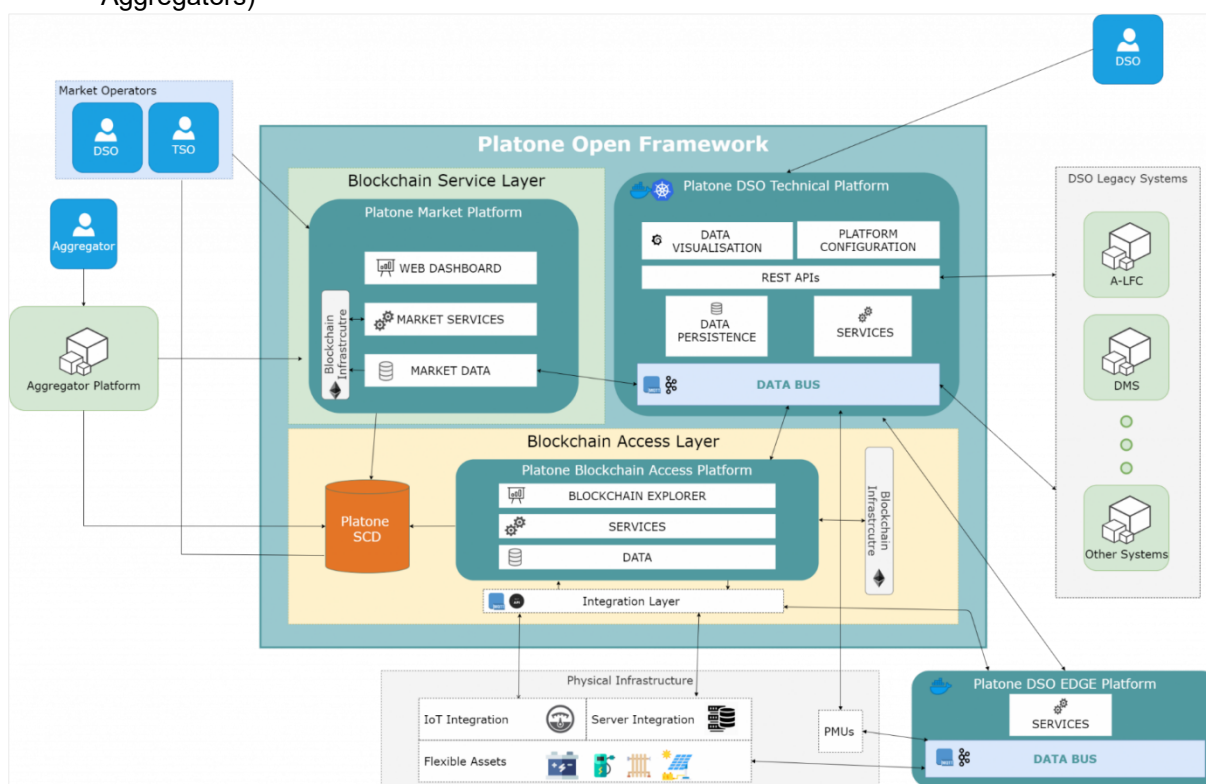 Aggregators)
DSO
Market Operators
DSO
TSO
Aggregator
Aggregator Platform
Platone Open Framework
Blockchain Service Layer
Platone Market Platform
WEB DASHBOARD
MARKET SERVICES
MARKET DATA
Blockchain
Infrastrcutre
Platone DSO Technical Platform
DATA
VISUALISATION
PLATFORM
CONFIGURATION
REST APIs
DATA
PERSISTENCE
SERVICES
DATA BUS
DSO Legacy Systems
A-LFC
DMS
Other Systems
Blockchain Access Layer
Platone Blockchain Access Platform
BLOCKCHAIN EXPLORER
SERVICES
DATA
Platone
SCD
Blockchain
Infrastrcutre
Integration Layer
Physical Infrastructure
IoT Integration
Server Integration
Flexible Assets
PMUs
Platone DSO EDGE Platform
SERVICES
DATA BUS